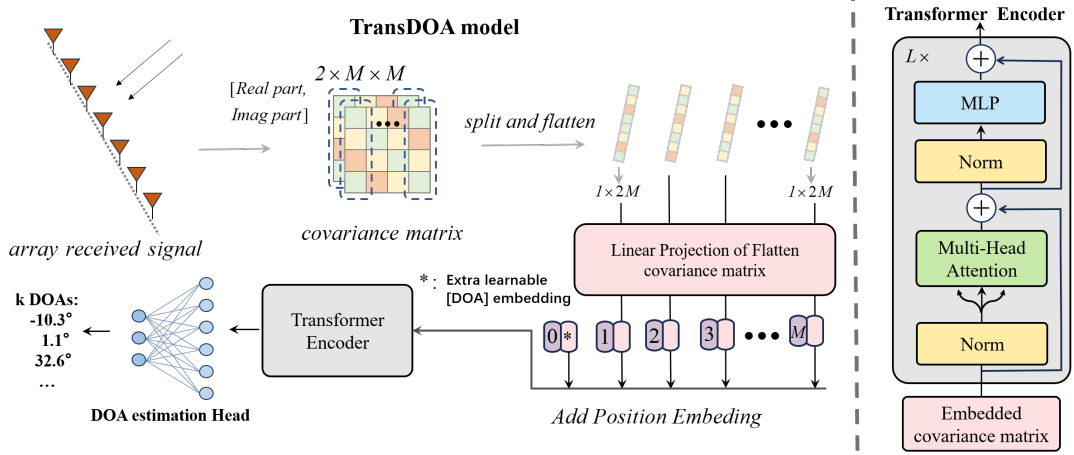 TransDOA model
2 × M × M
[Real part,
Imag part]
•••
split and flatten
•••
1×2M
1×2M
array received signal
covariance matrix
Linear Projection of Flatten
covariance matrix
* : Extra learnable
[DOA] embedding
0 * 1 2 3 ••• M
Transformer
Encoder
k DOAs:
-10.3°
1.1°
32.6°
...
DOA estimation Head
Add Position Embeding
Transformer Encoder
L ×
+
MLP
Norm
+
Multi-Head
Attention
Norm
Embedded
covariance matrix